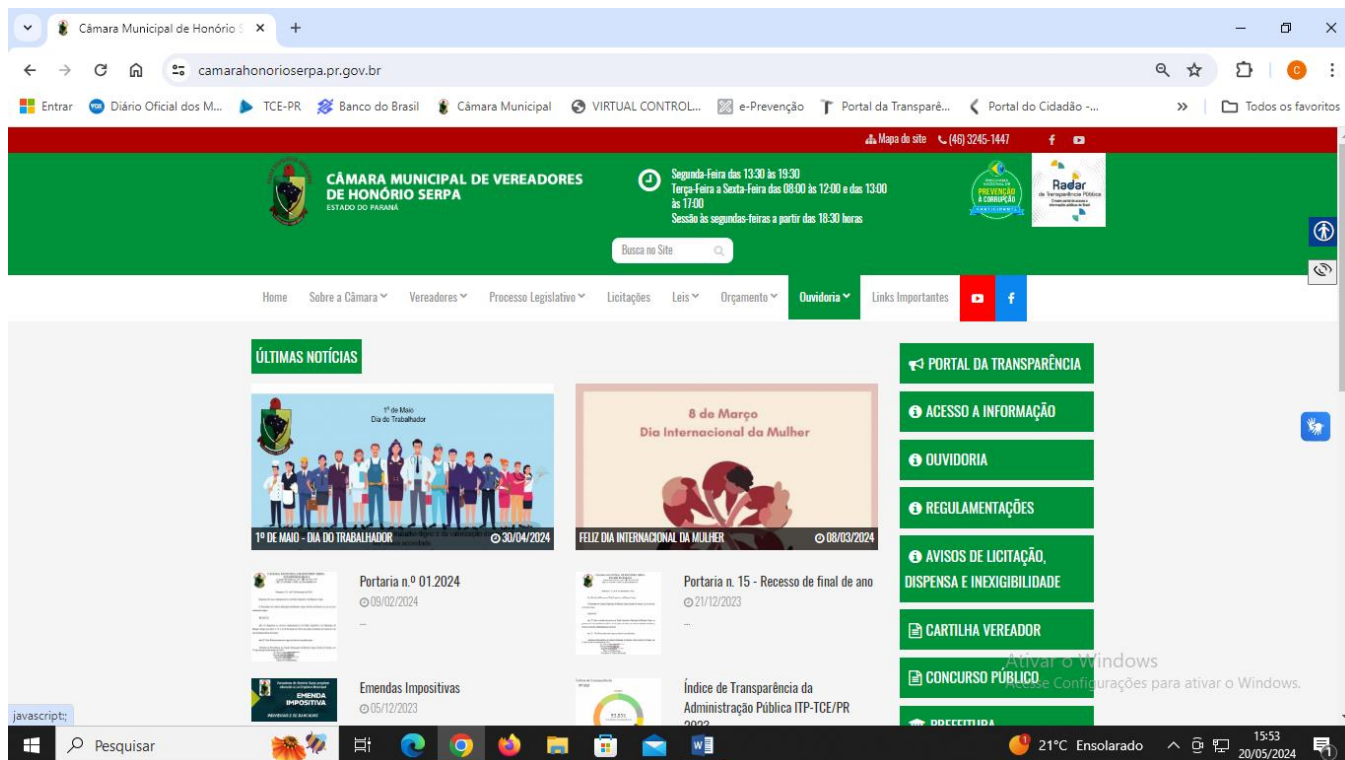 Câmara Municipal de Honório S
camarahonorioserpa.pr.gov.br
Entrar
Diário Oficial dos M...
TCE-PR
Banco do Brasil
Câmara Municipal
VIRTUAL CONTROL...
e-Prevenção
Portal da Transparê...
Portal do Cidadão -...
»
Todos os favoritos
Mapa do site
(46) 3245-1447
CÂMARA MUNICIPAL DE VEREADORES
DE HONÓRIO SERPA
ESTADO DO PARANÁ
Segunda-Feira das 13:30 às 19:30
Terça-Feira a Sexta-Feira das 08:00 às 12:00 e das 13:00
às 17:00
Sessão às segundas-feiras a partir das 18:30 horas
PREVENÇÃO
À CORRUPÇÃO
PARTICIPANTE
Radar
da Transparência Pública
Busca no Site
Home
Sobre a Câmara
Vereadores
Processo Legislativo
Licitações
Leis
Orçamento
Ouvidoria
Links Importantes
ÚLTIMAS NOTÍCIAS
1º de Maio
Dia do Trabalhador
1º DE MAIO - DIA DO TRABALHADOR
30/04/2024
8 de Março
Dia Internacional da Mulher
FELIZ DIA INTERNACIONAL DA MULHER
08/03/2024
Portaria n.º 01.2024
09/02/2024
...
Portaria n. 15 - Recesso de final de ano
21/12/2023
...
EMENDA
IMPOSITIVA
Emendas Impositivas
05/12/2023
Índice de Transparência da
Administração Pública ITP-TCE/PR
2023
PORTAL DA TRANSPARÊNCIA
ACESSO A INFORMAÇÃO
OUVIDORIA
REGULAMENTAÇÕES
AVISOS DE LICITAÇÃO,
DISPENSA E INEXIGIBILIDADE
CARTILHA VEREADOR
CONCURSO PÚBLICO
PREFEITURA
Ativar o Windows
Acesse Configurações para ativar o Windows.
javascript:;
Pesquisar
21°C Ensolarado
15:53
20/05/2024